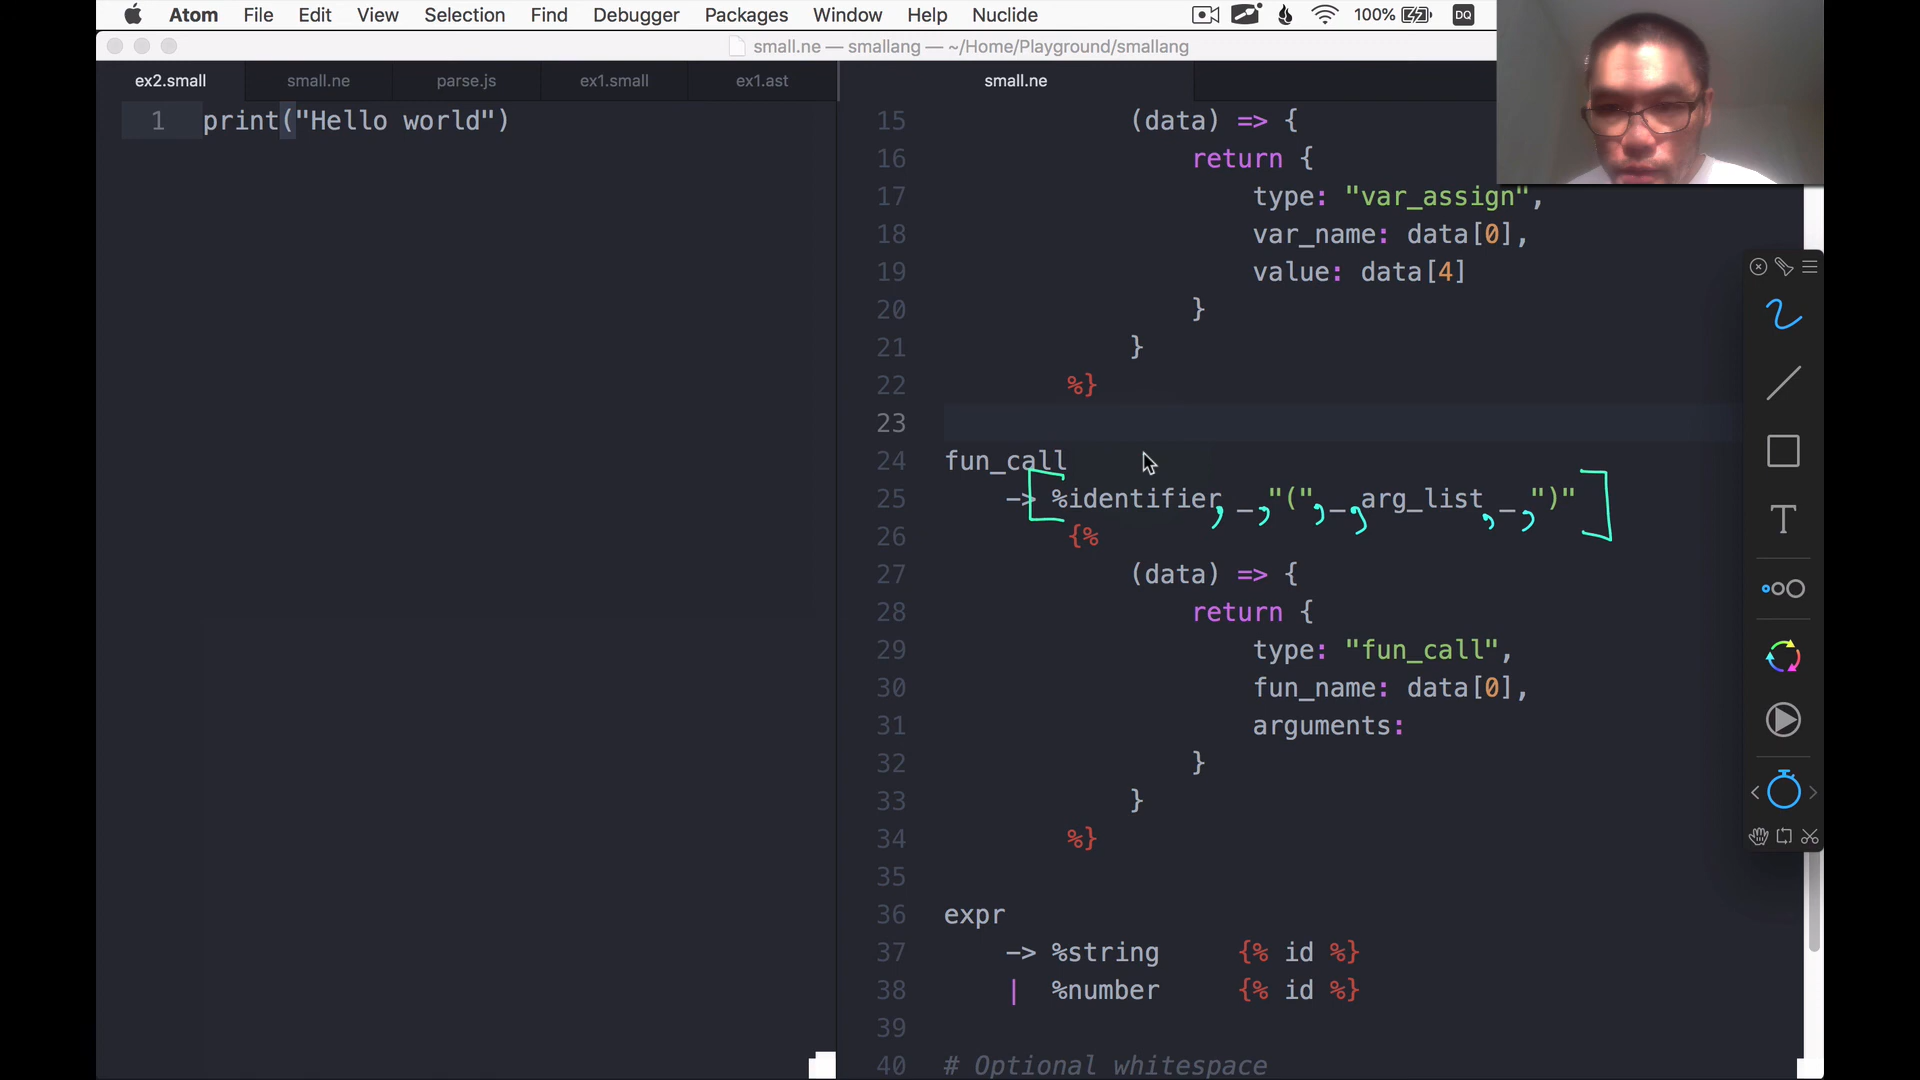 Atom File Edit View Selection Find Debugger Packages Window Help Nuclide 100% DQ
small.ne — smallang — ~/Home/Playground/smallang
ex2.small small.ne parse.js ex1.small ex1.ast
1 print("Hello world")
small.ne
15 (data) => {
16 return {
17 type: "var_assign",
18 var_name: data[0],
19 value: data[4]
20 }
21 }
22 %}
23
24 fun_call
25 -> [%identifier, _, "(", _, arg_list, _, ")"]
26 {%
27 (data) => {
28 return {
29 type: "fun_call",
30 fun_name: data[0],
31 arguments:
32 }
33 }
34 %}
35
36 expr
37 -> %string {% id %}
38 | %number {% id %}
39
40 # Optional whitespace
T